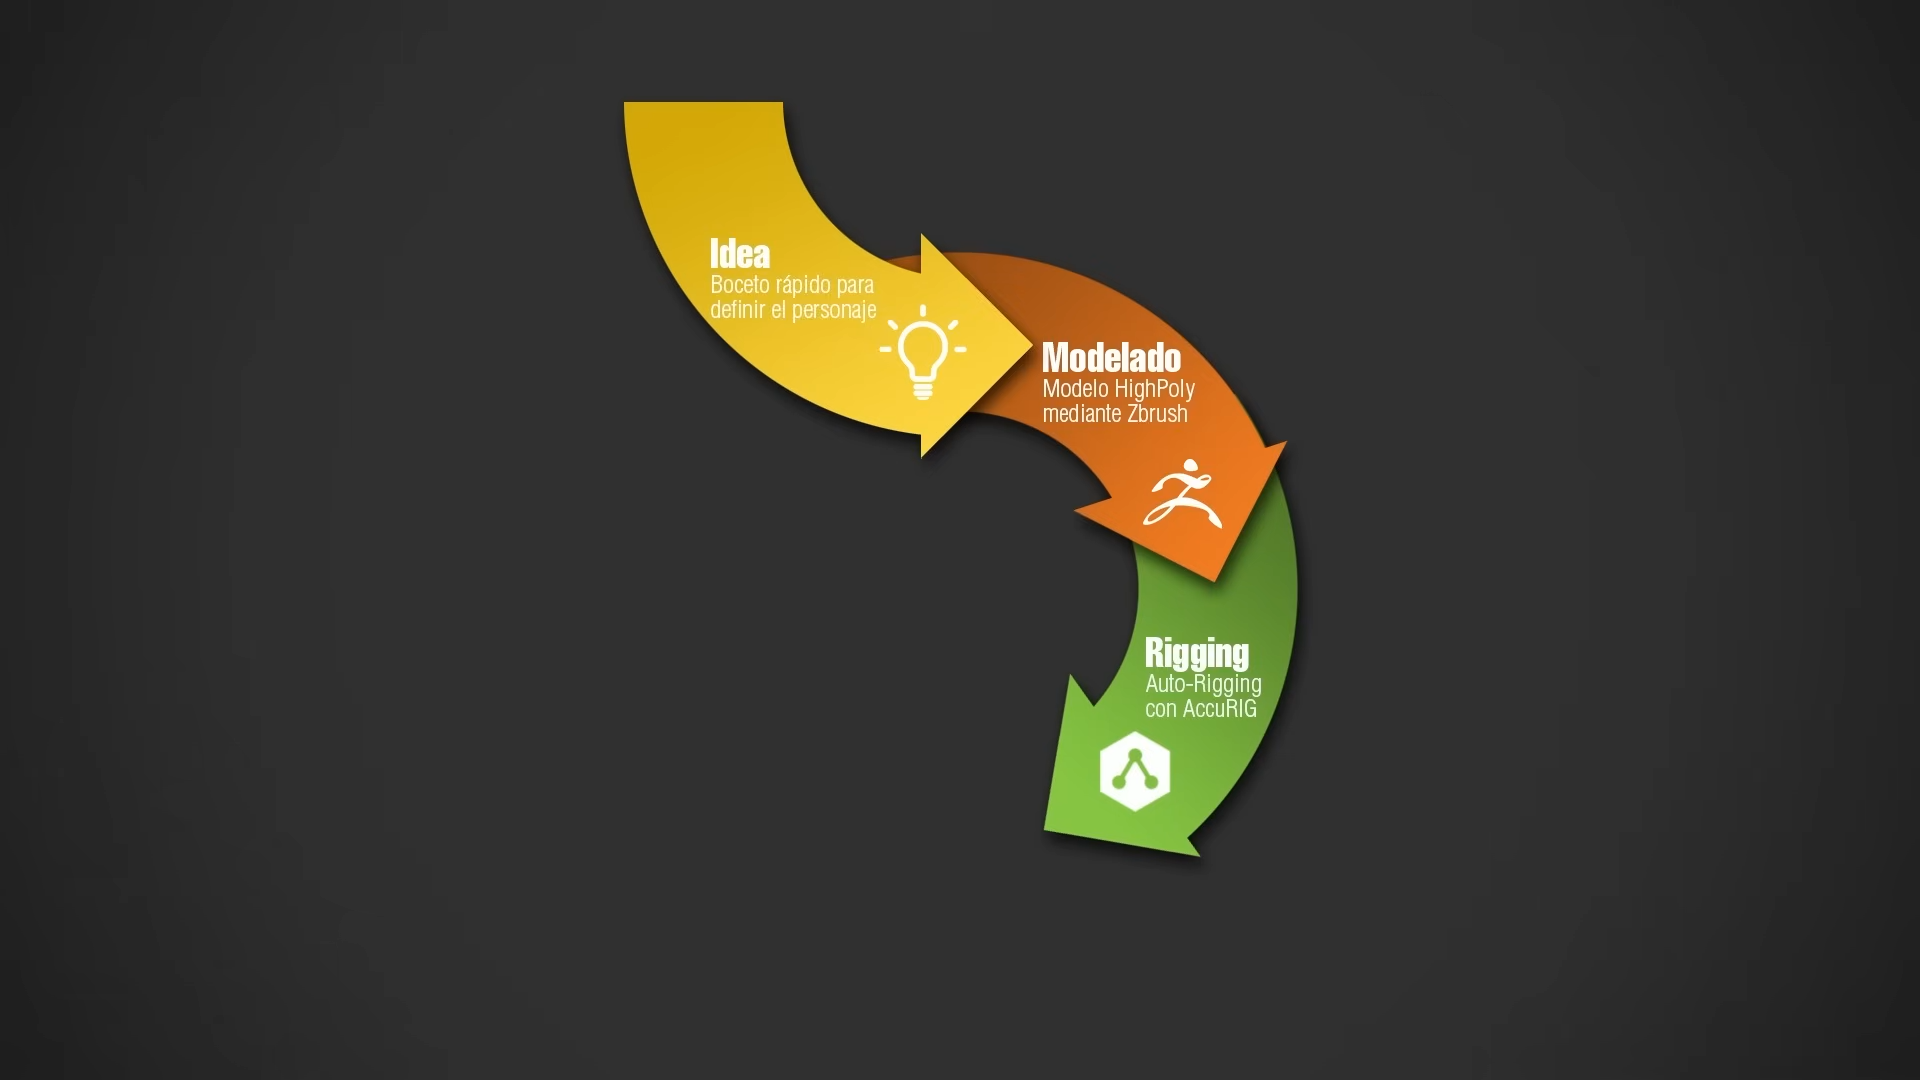 Idea
Boceto rápido para
definir el personaje
Modelado
Modelo HighPoly
mediante Zbrush
Rigging
Auto-Rigging
con AccuRIG